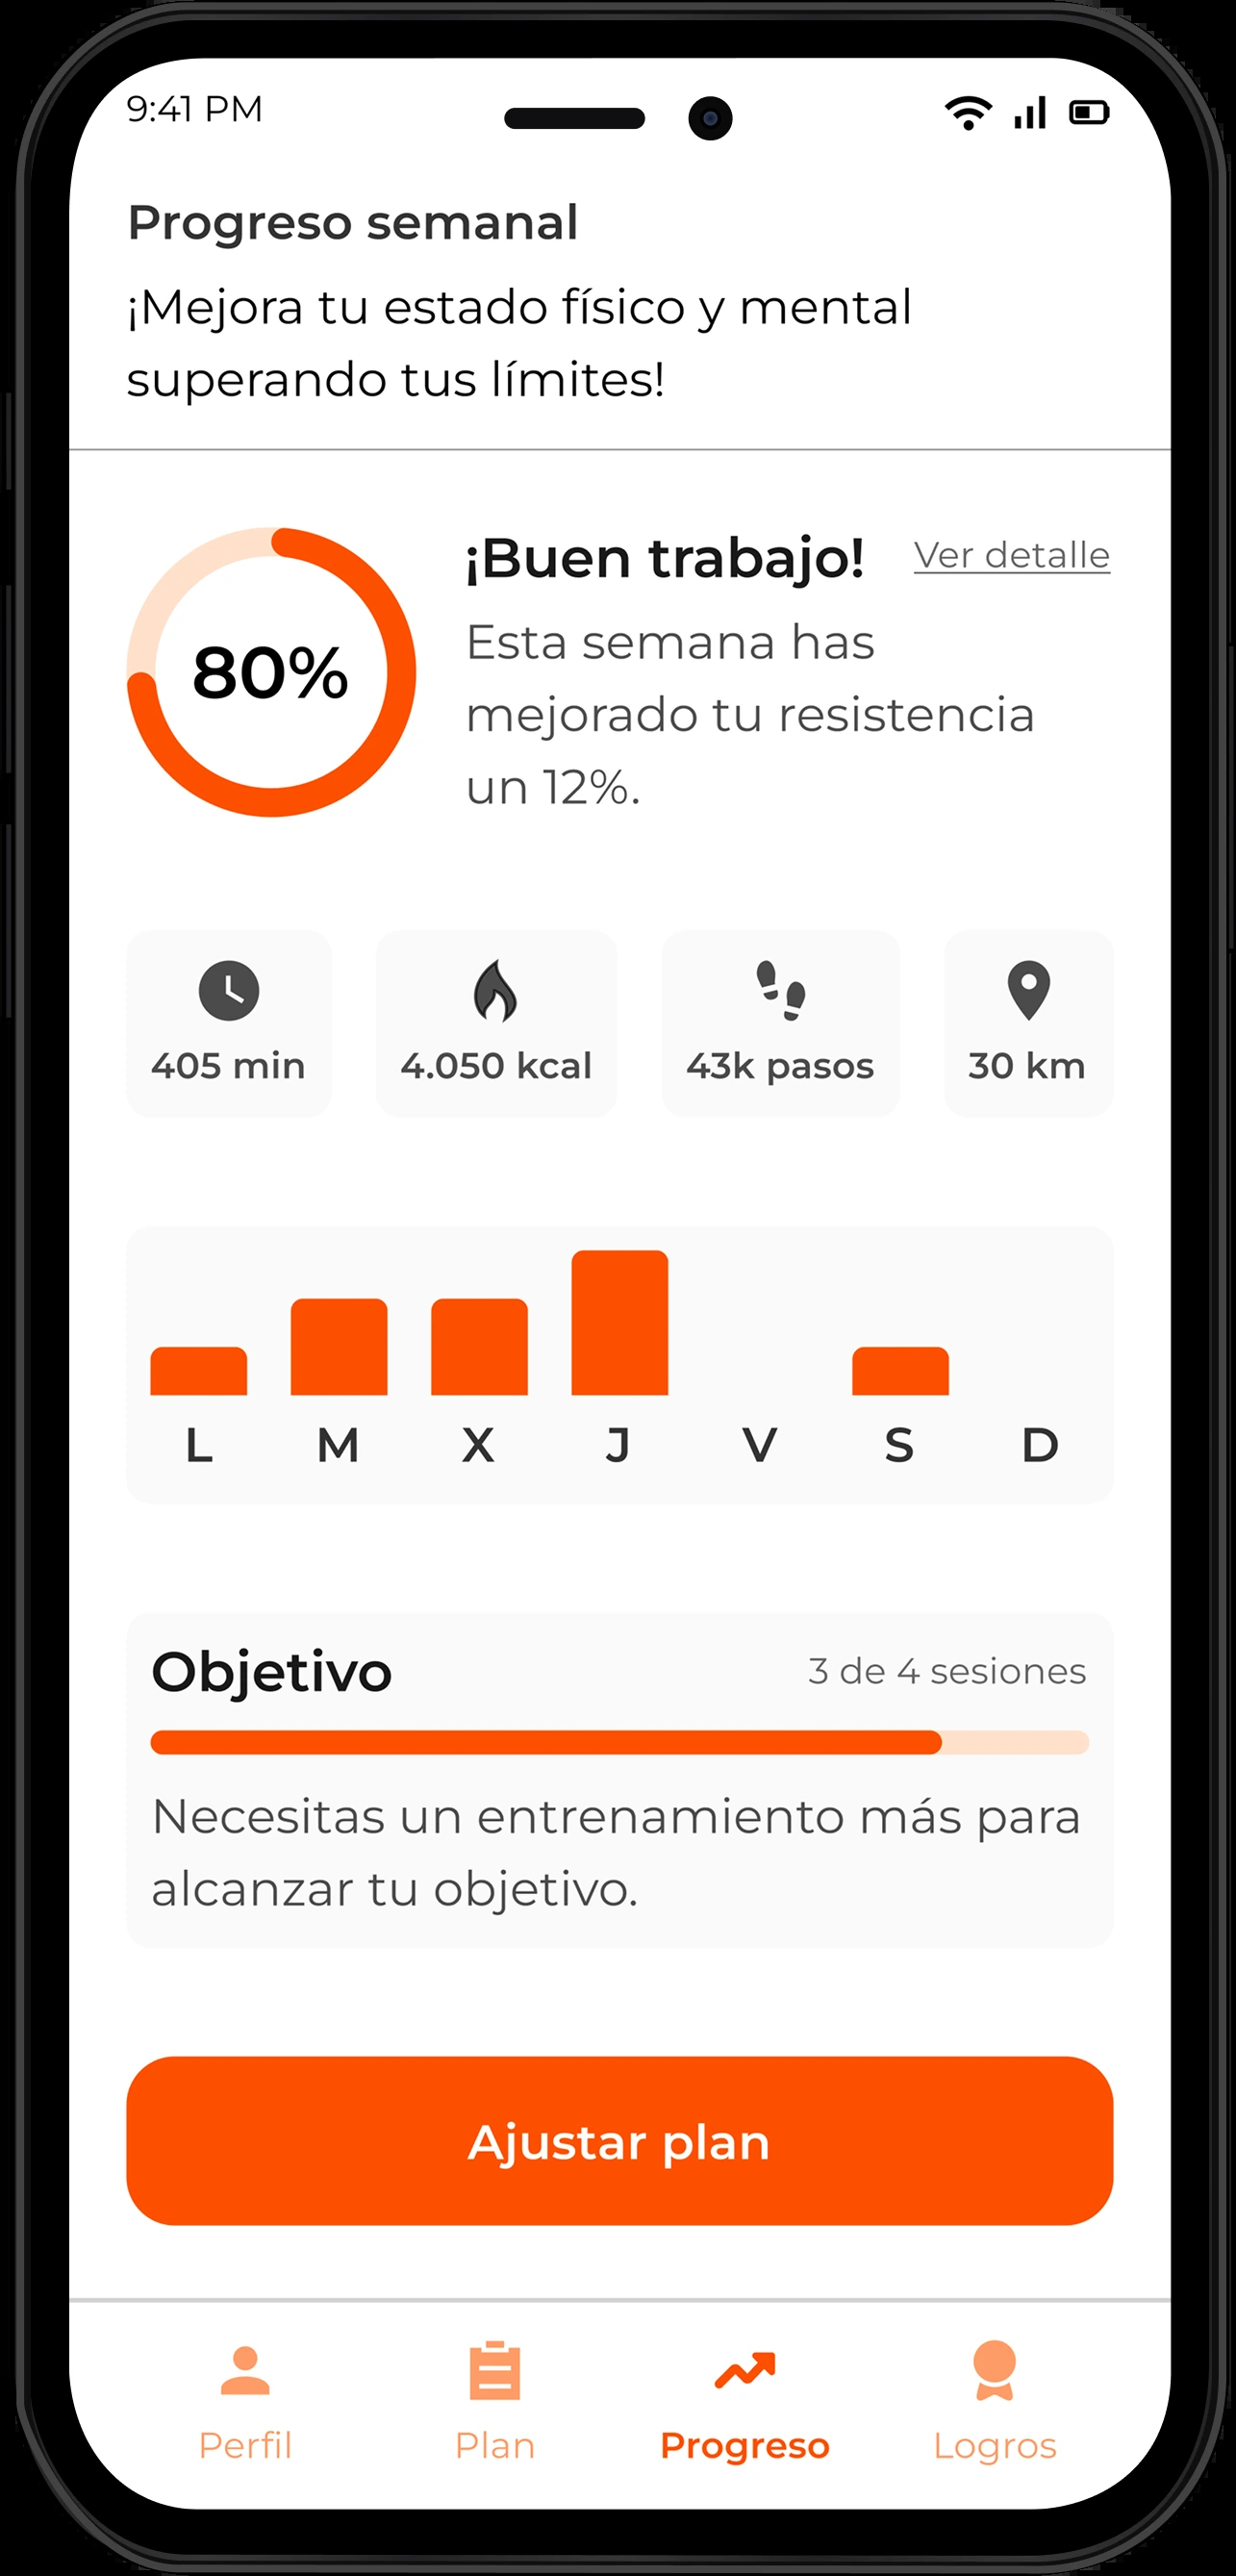 9:41 PM
Progreso semanal
¡Mejora tu estado físico y mental
superando tus límites!
80%
¡Buen trabajo!
Ver detalle
Esta semana has
mejorado tu resistencia
un 12%.
405 min
4.050 kcal
43k pasos
30 km
L M X J V S D
Objetivo
3 de 4 sesiones
Necesitas un entrenamiento más para
alcanzar tu objetivo.
Ajustar plan
Perfil
Plan
Progreso
Logros